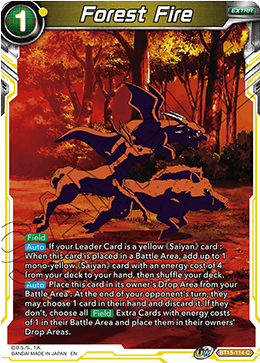 1
Forest Fire
EXTRA
Field
Auto If your Leader Card is a yellow 《Saiyan》 card :
When this card is placed in a Battle Area, add up to 1
mono-yellow 《Saiyan》 card with an energy cost of 4
from your deck to your hand, then shuffle your deck.
Auto Place this card in its owner's Drop Area from your
Battle Area : At the end of your opponent's turn, they
may choose 1 card in their hand and discard it. If they
don't, choose all Field Extra Cards with energy costs
of 1 in their Battle Area and place them in their owners'
Drop Areas.
©B.S./S., T.A.
BANDAI MADE IN JAPAN EN
BT15-114 C